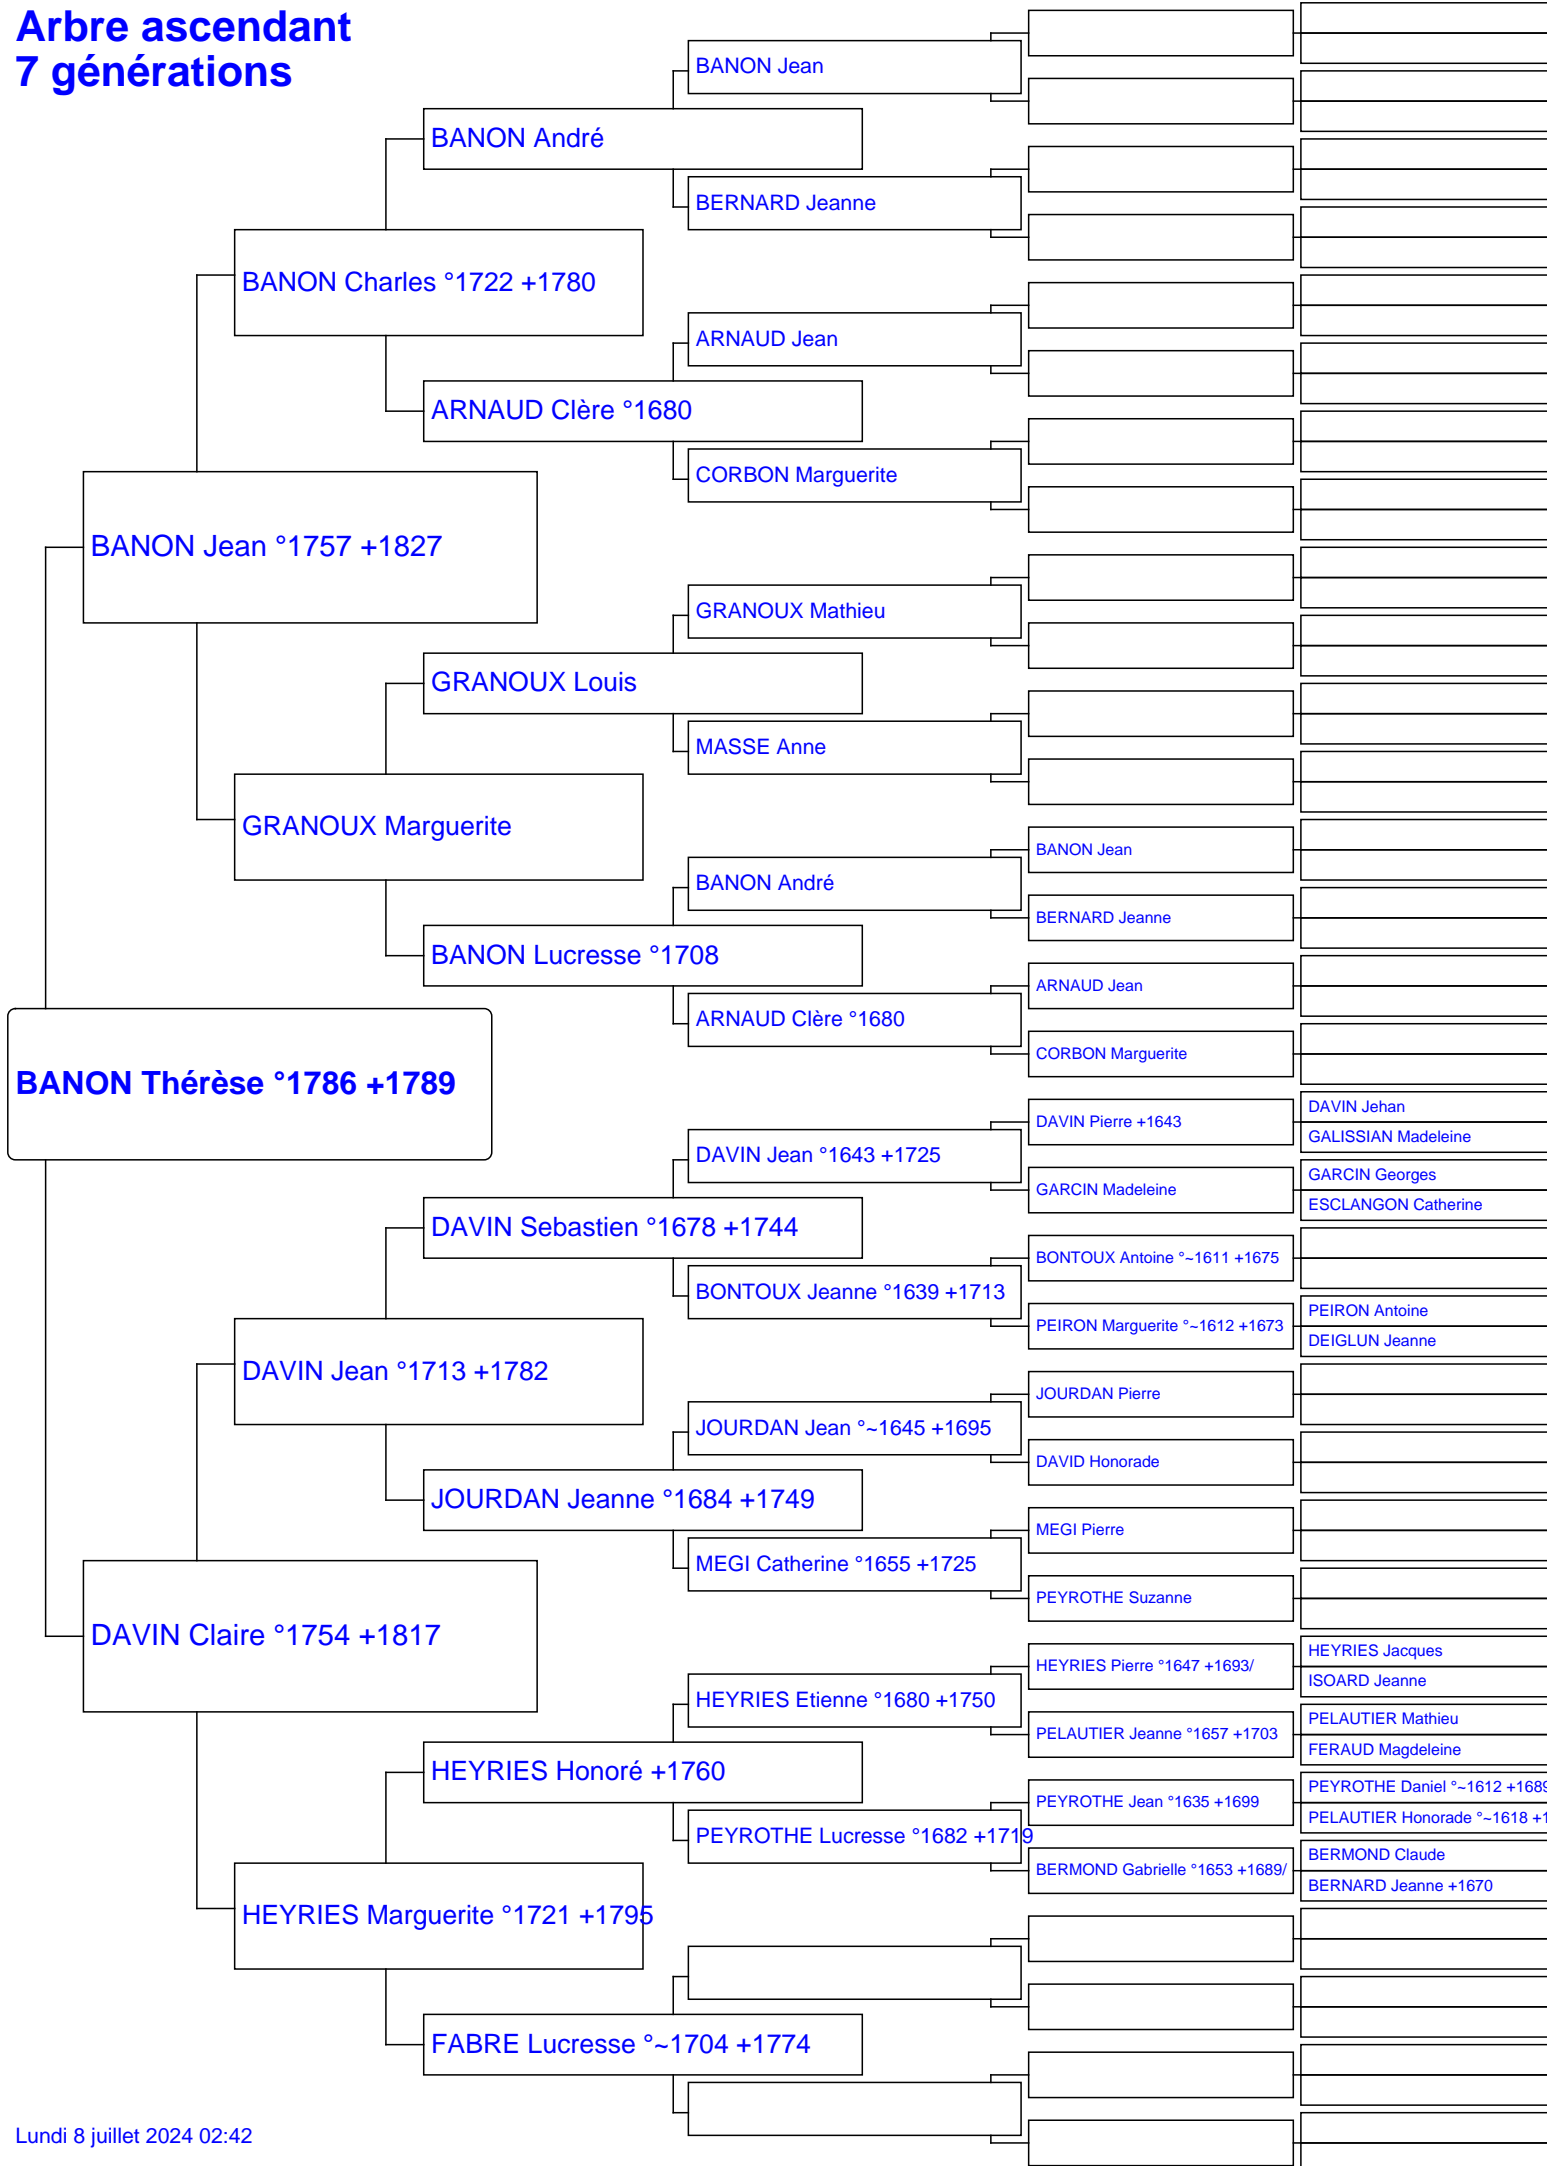 Arbre ascendant
7 générations
BANON Jean
BANON André
BERNARD Jeanne
BANON Charles °1722 +1780
ARNAUD Jean
ARNAUD Clère °1680
CORBON Marguerite
BANON Jean °1757 +1827
GRANOUX Mathieu
GRANOUX Louis
MASSE Anne
GRANOUX Marguerite
BANON Jean
BANON André
BERNARD Jeanne
BANON Lucresse °1708
ARNAUD Jean
ARNAUD Clère °1680
CORBON Marguerite
BANON Thérèse °1786 +1789
DAVIN Jehan
DAVIN Pierre +1643
GALISSIAN Madeleine
DAVIN Jean °1643 +1725
GARCIN Georges
GARCIN Madeleine
ESCLANGON Catherine
DAVIN Sebastien °1678 +1744
BONTOUX Antoine °~1611 +1675
BONTOUX Jeanne °1639 +1713
PEIRON Antoine
PEIRON Marguerite °~1612 +1673
DEIGLUN Jeanne
DAVIN Jean °1713 +1782
JOURDAN Pierre
JOURDAN Jean °~1645 +1695
DAVID Honorade
JOURDAN Jeanne °1684 +1749
MEGI Pierre
MEGI Catherine °1655 +1725
PEYROTHE Suzanne
DAVIN Claire °1754 +1817
HEYRIES Jacques
HEYRIES Pierre °1647 +1693/
ISOARD Jeanne
HEYRIES Etienne °1680 +1750
PELAUTIER Mathieu
PELAUTIER Jeanne °1657 +1703
FERAUD Magdeleine
HEYRIES Honoré +1760
PEYROTHE Daniel °~1612 +1689
PEYROTHE Jean °1635 +1699
PELAUTIER Honorade °~1618 +1
PEYROTHE Lucresse °1682 +1719
BERMOND Claude
BERMOND Gabrielle °1653 +1689/
BERNARD Jeanne +1670
HEYRIES Marguerite °1721 +1795
FABRE Lucresse °~1704 +1774
Lundi 8 juillet 2024 02:42